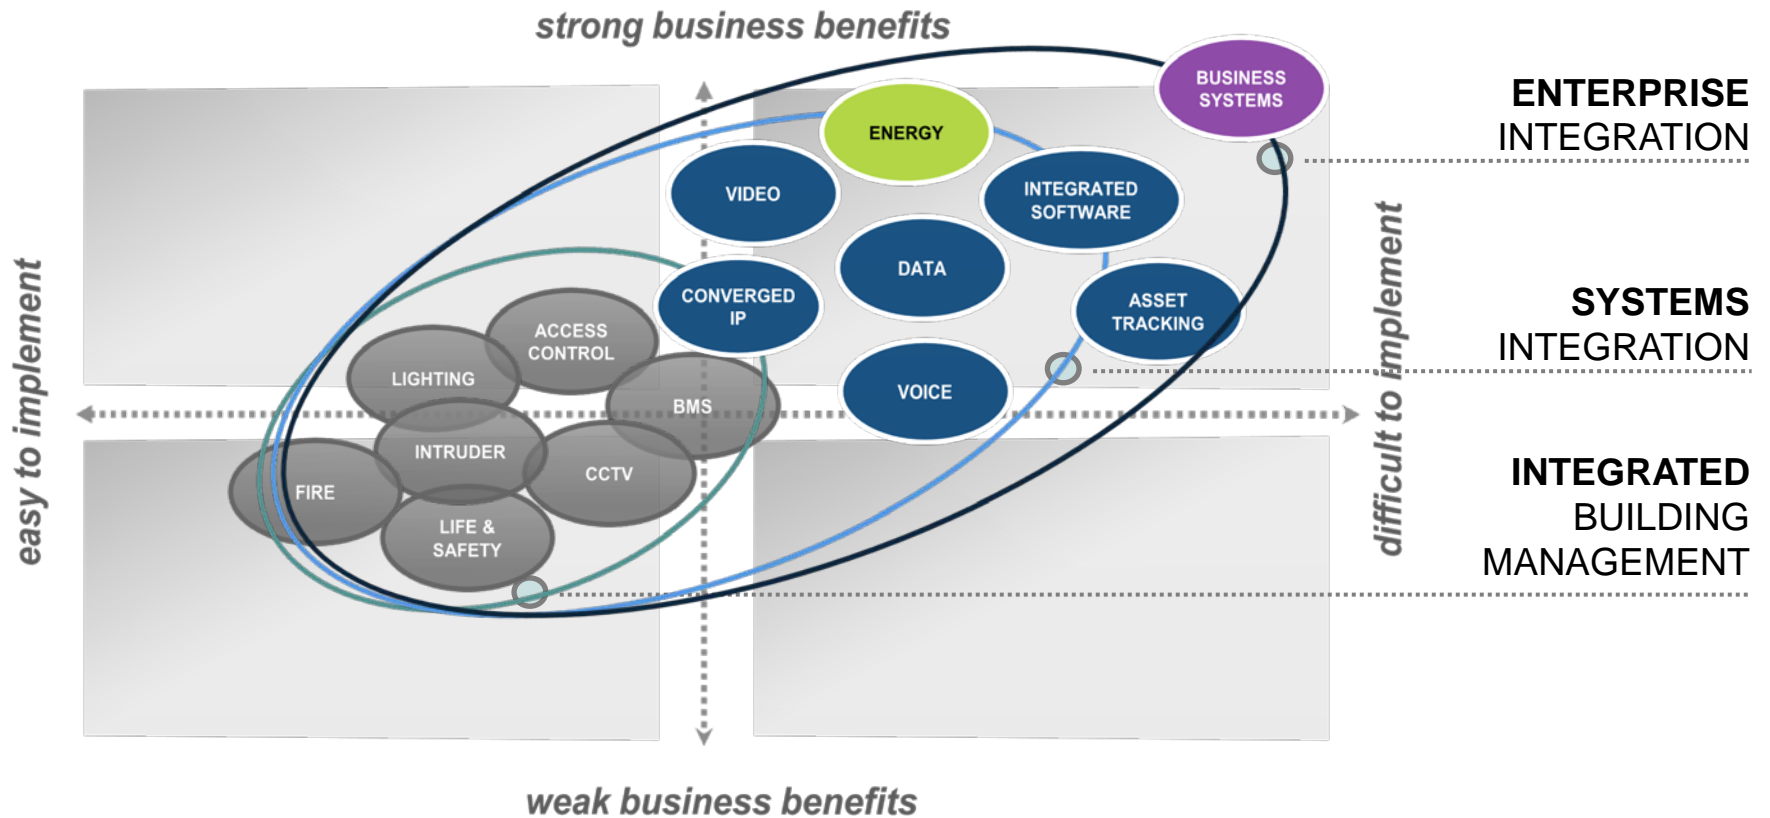 strong business benefits
BUSINESS
SYSTEMS
ENERGY
VIDEO
INTEGRATED
SOFTWARE
DATA
CONVERGED
IP
ASSET
TRACKING
ACCESS
CONTROL
LIGHTING
BMS
VOICE
INTRUDER
CCTV
FIRE
LIFE &
SAFETY
easy to implement
difficult to implement
weak business benefits
ENTERPRISE
INTEGRATION
SYSTEMS
INTEGRATION
INTEGRATED
BUILDING
MANAGEMENT